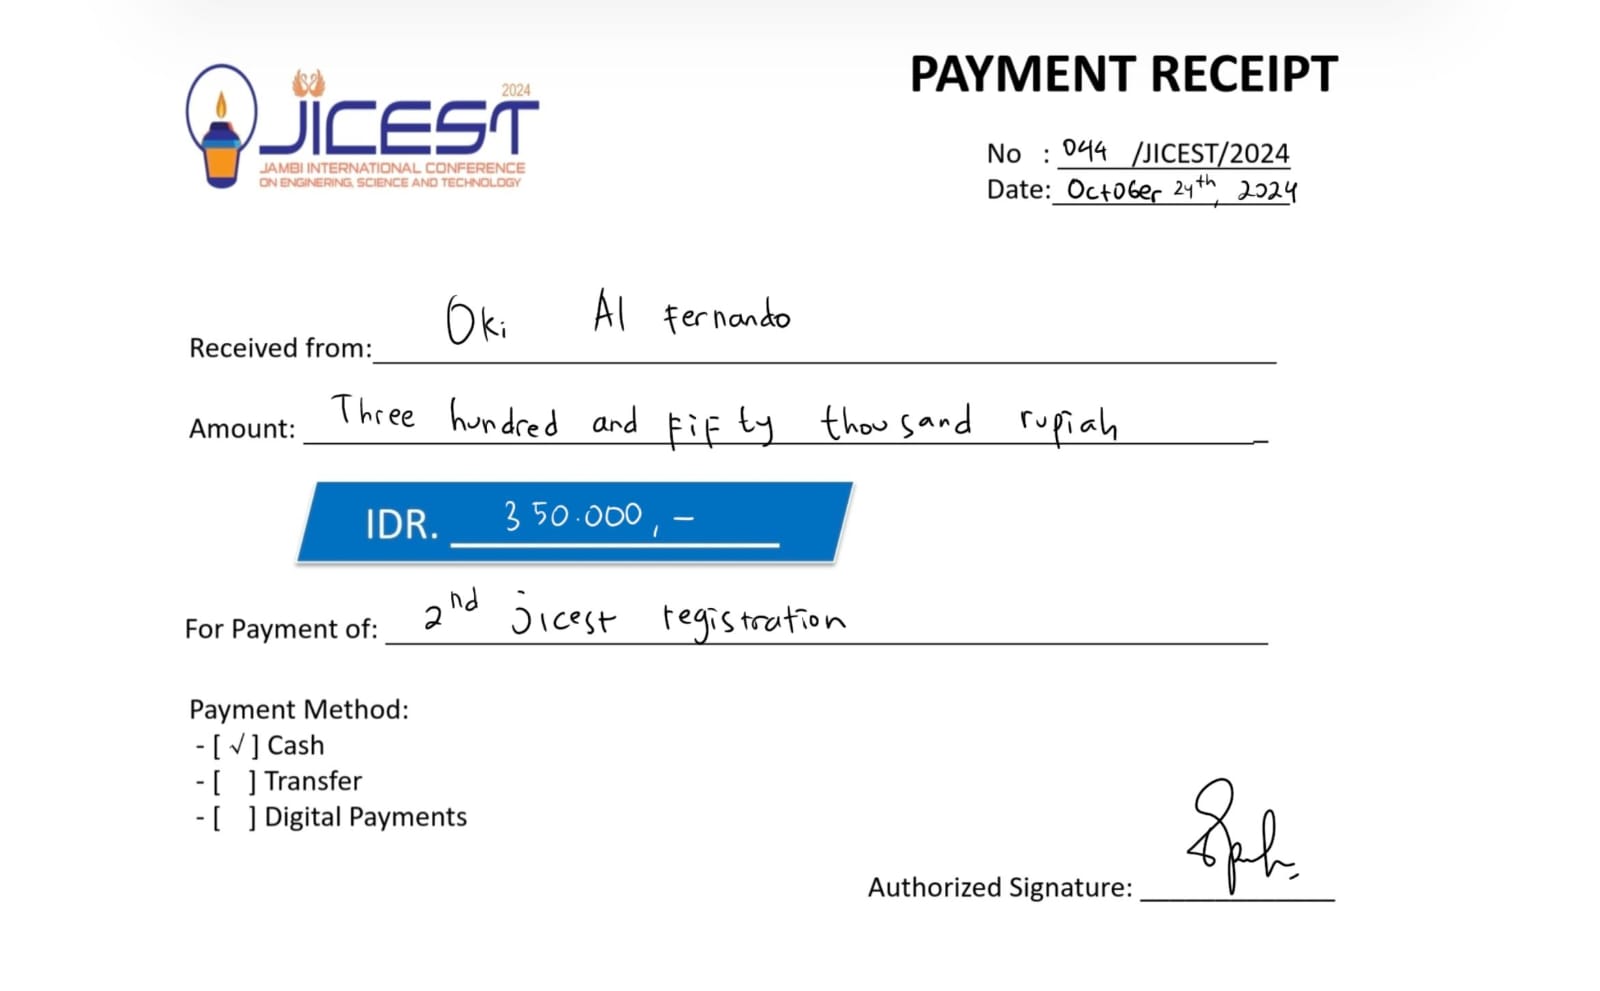 2024
JICEST
JAMBI INTERNATIONAL CONFERENCE
ON ENGINERING, SCIENCE AND TECHNOLOGY
PAYMENT RECEIPT
No : 044 /JICEST/2024
Date: October 24th, 2024
Received from: Oki Al Fernando
Amount: Three hundred and FiFty thousand rupiah
IDR. 350.000,-
For Payment of: 2nd jicest registration
Payment Method:
- [ √ ] Cash
- [ ] Transfer
- [ ] Digital Payments
Authorized Signature: